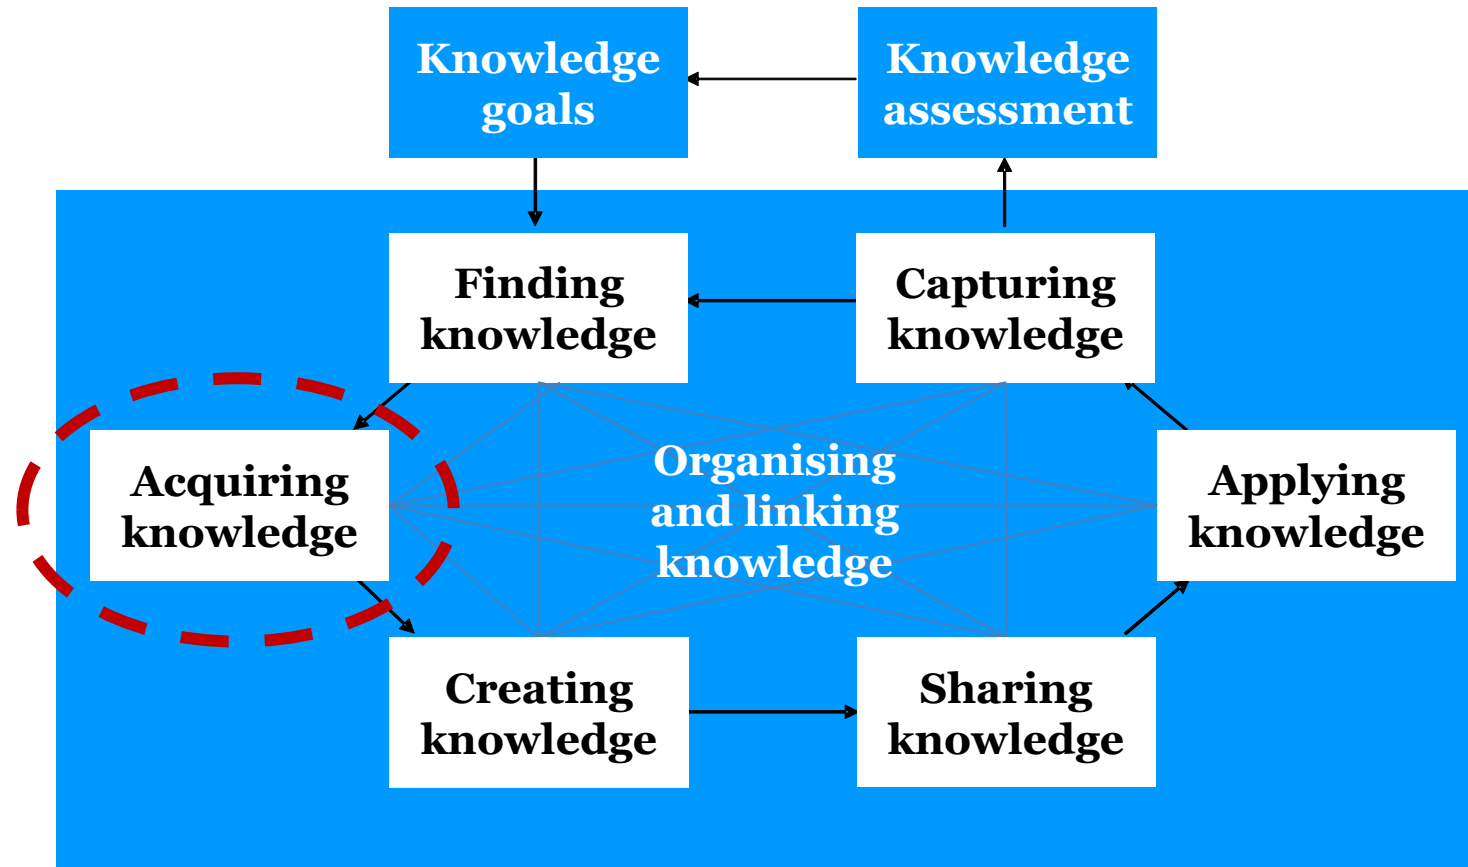 Knowledge
goals
Knowledge
assessment
Finding
knowledge
Capturing
knowledge
Acquiring
knowledge
Organising
and linking
knowledge
Applying
knowledge
Creating
knowledge
Sharing
knowledge